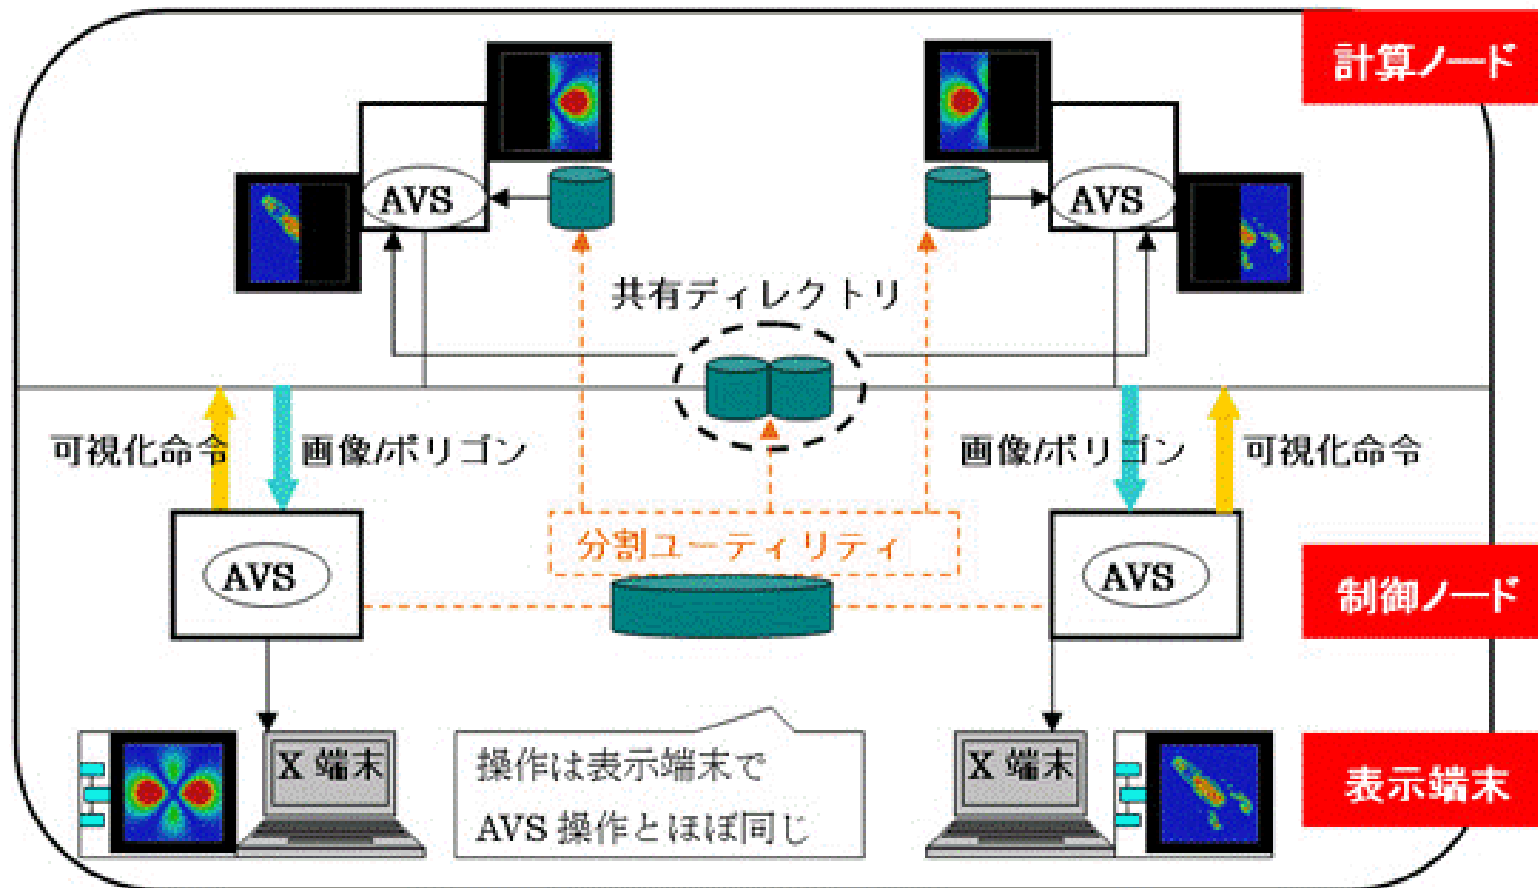 計算ノード
AVS
AVS
共有ディレクトリ
可視化命令
画像/ポリゴン
画像/ポリゴン
可視化命令
分割ユーティリティ
AVS
AVS
制御ノード
X 端末
操作は表示端末で
AVS 操作とほぼ同じ
X 端末
表示端末